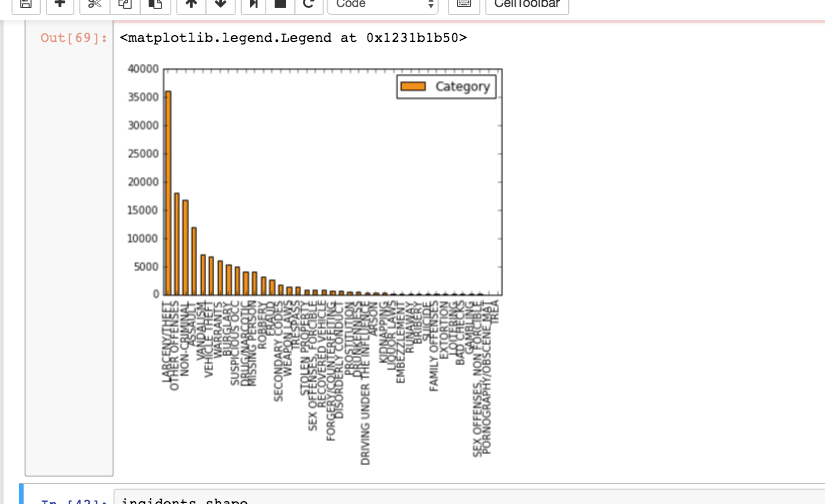 Code
CellToolbar
Out[69]:
<matplotlib.legend.Legend at 0x1231b1b50>
40000
35000
30000
25000
20000
15000
10000
5000
0
Category
LARCENY/THEFT
OTHER OFFENSES
NON-CRIMINAL
ASSAULT
VANDALISM
VEHICLE THEFT
WARRANTS
BURGLARY
SUSPICIOUS OCC
DRUG/NARCOTIC
MISSING PERSON
ROBBERY
FRAUD
SECONDARY CODES
WEAPON LAWS
TRESPASS
STOLEN PROPERTY
SEX OFFENSES, FORCIBLE
RECOVERED VEHICLE
FORGERY/COUNTERFEITING
DISORDERLY CONDUCT
PROSTITUTION
DRUNKENNESS
DRIVING UNDER THE INFLUENCE
ARSON
KIDNAPPING
LIQUOR LAWS
EMBEZZLEMENT
RUNAWAY
BRIBERY
SUICIDE
FAMILY OFFENSES
EXTORTION
LOITERING
BAD CHECKS
GAMBLING
SEX OFFENSES, NON FORCIBLE
PORNOGRAPHY/OBSCENE MAT
TREA
In [42]:
incidents.shape